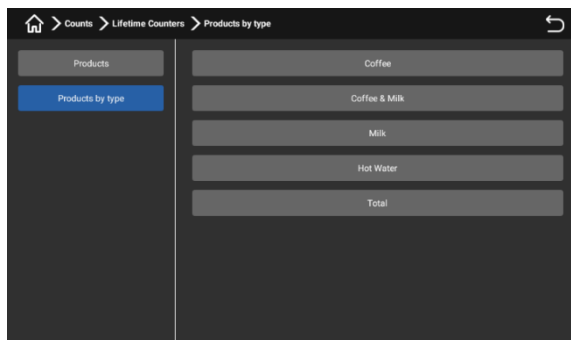 Counts Lifetime Counters Products by type
Products
Products by type
Coffee
Coffee & Milk
Milk
Hot Water
Total